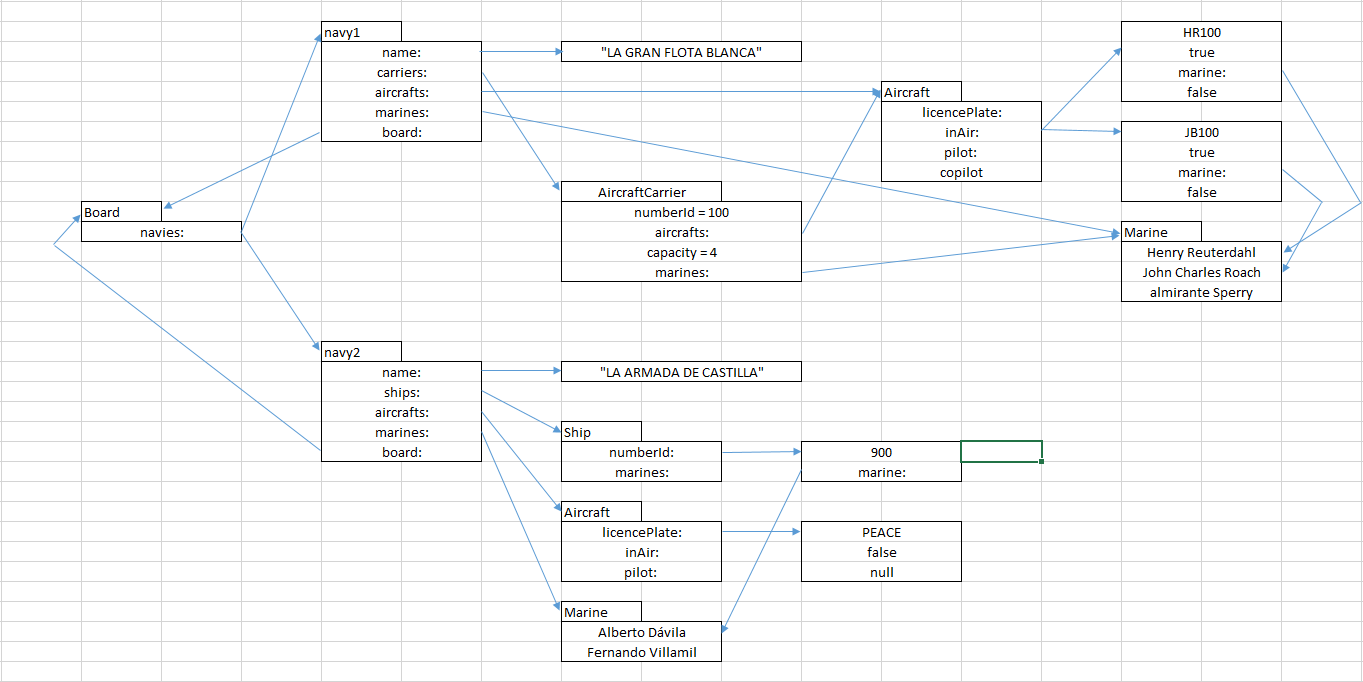 navy1
name:
carriers:
aircrafts:
marines:
board:
"LA GRAN FLOTA BLANCA"
Aircraft
licencePlate:
inAir:
pilot:
copilot
HR100
true
marine:
false
JB100
true
marine:
false
AircraftCarrier
numberId = 100
aircrafts:
capacity = 4
marines:
Board
navies:
Marine
Henry Reuterdahl
John Charles Roach
almirante Sperry
navy2
name:
ships:
aircrafts:
marines:
board:
"LA ARMADA DE CASTILLA"
Ship
numberId:
marines:
900
marine:
Aircraft
licencePlate:
inAir:
pilot:
PEACE
false
null
Marine
Alberto Dávila
Fernando Villamil